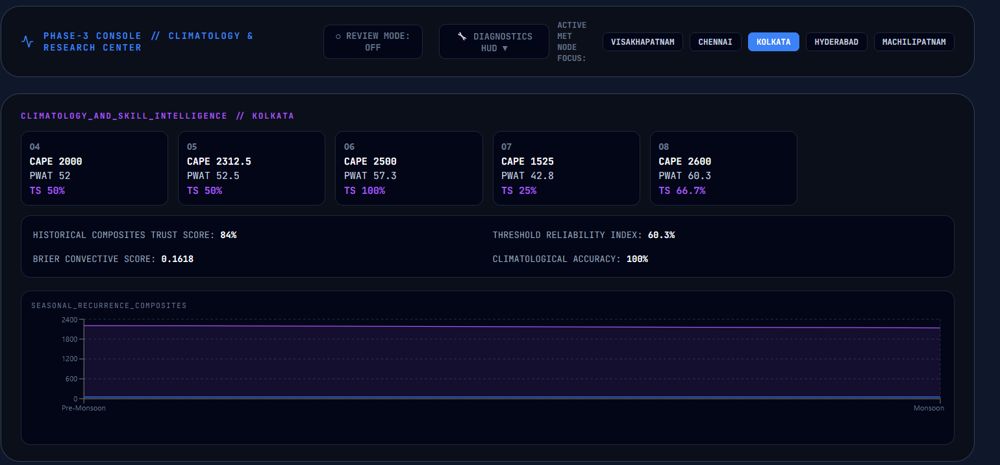 PHASE-3 CONSOLE // CLIMATOLOGY &
RESEARCH CENTER
○ REVIEW MODE:
OFF
🔧 DIAGNOSTICS
HUD ▼
ACTIVE
MET
NODE
FOCUS:
VISAKHAPATNAM
CHENNAI
KOLKATA
HYDERABAD
MACHILIPATNAM
CLIMATOLOGY_AND_SKILL_INTELLIGENCE // KOLKATA
04
CAPE 2000
PWAT 52
TS 50%
05
CAPE 2312.5
PWAT 52.5
TS 50%
06
CAPE 2500
PWAT 57.3
TS 100%
07
CAPE 1525
PWAT 42.8
TS 25%
08
CAPE 2600
PWAT 60.3
TS 66.7%
HISTORICAL COMPOSITES TRUST SCORE: 84%
THRESHOLD RELIABILITY INDEX: 60.3%
BRIER CONVECTIVE SCORE: 0.1618
CLIMATOLOGICAL ACCURACY: 100%
SEASONAL_RECURRENCE_COMPOSITES
2400
1800
1200
600
0
Pre-Monsoon
Monsoon